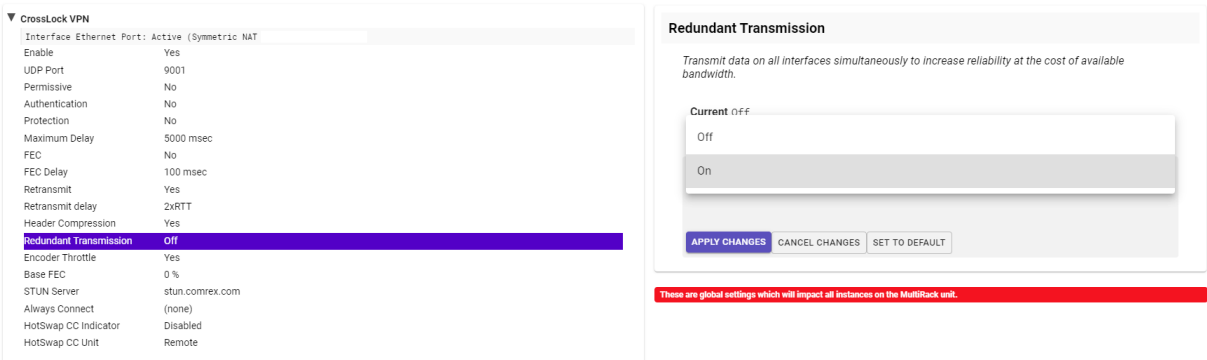 CrossLock VPN
Interface Ethernet Port: Active (Symmetric NAT
Enable Yes
UDP Port 9001
Permissive No
Authentication No
Protection No
Maximum Delay 5000 msec
FEC No
FEC Delay 100 msec
Retransmit Yes
Retransmit delay 2xRTT
Header Compression Yes
Redundant Transmission Off
Encoder Throttle Yes
Base FEC 0 %
STUN Server stun.comrex.com
Always Connect (none)
HotSwap CC Indicator Disabled
HotSwap CC Unit Remote
Redundant Transmission
Transmit data on all interfaces simultaneously to increase reliability at the cost of available
bandwidth.
Current Off
Off
On
APPLY CHANGES CANCEL CHANGES SET TO DEFAULT
These are global settings which will impact all instances on the MultiRack unit.